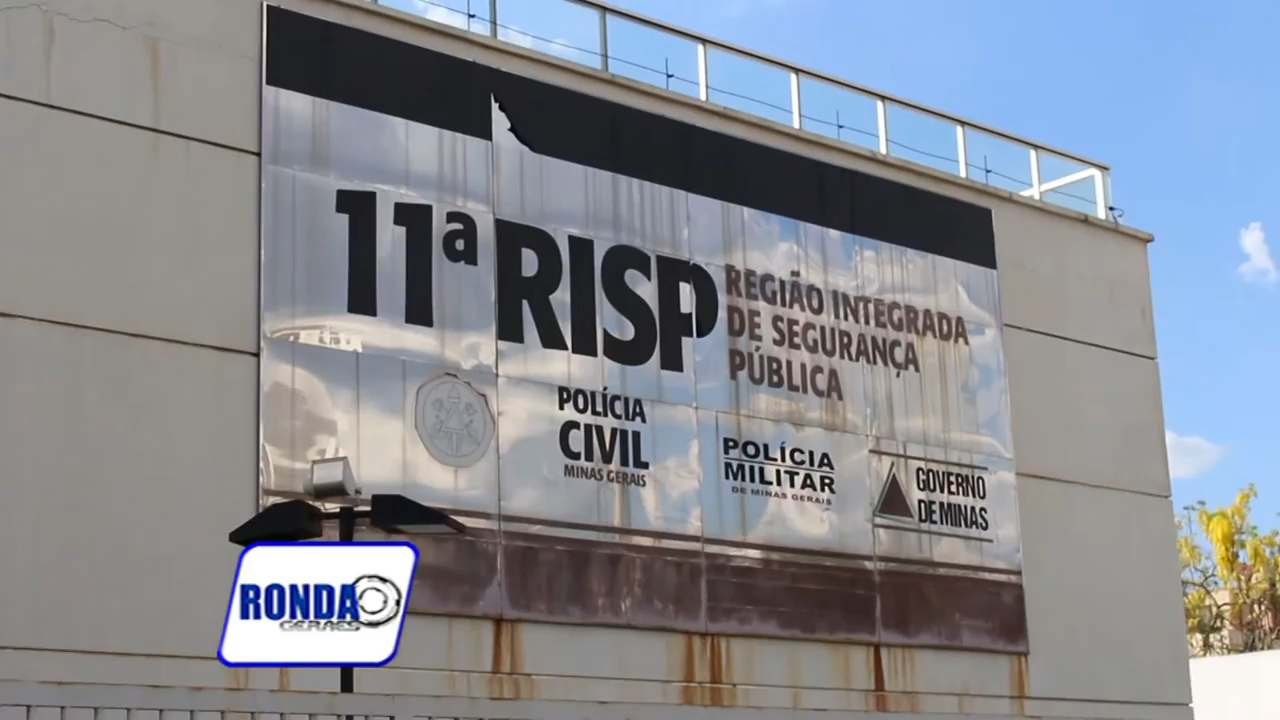 11ª RISP
REGIÃO INTEGRADA
DE SEGURANÇA
PÚBLICA
POLÍCIA
CIVIL
MINAS GERAIS
POLÍCIA
MILITAR
DE MINAS GERAIS
GOVERNO
DE MINAS
RONDA
GERAES